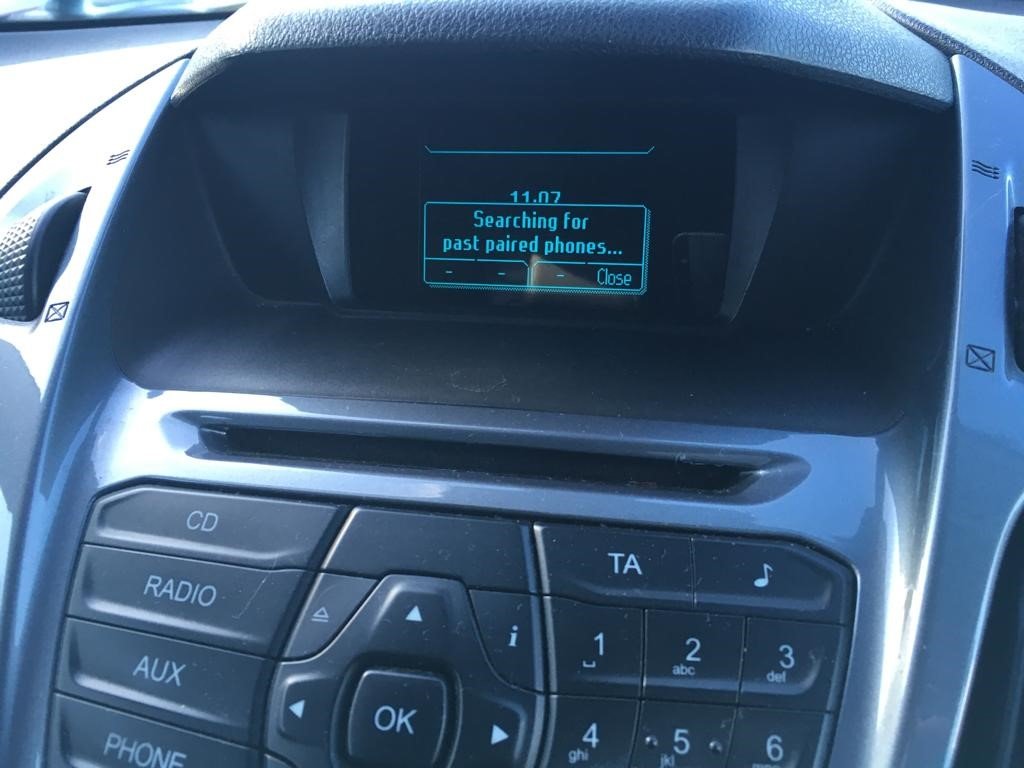 11:07
Searching for
past paired phones...
- - - Close
CD
TA
RADIO
i
1
2
abc
3
def
AUX
OK
PHONE
4
ghi
5
jkl
6